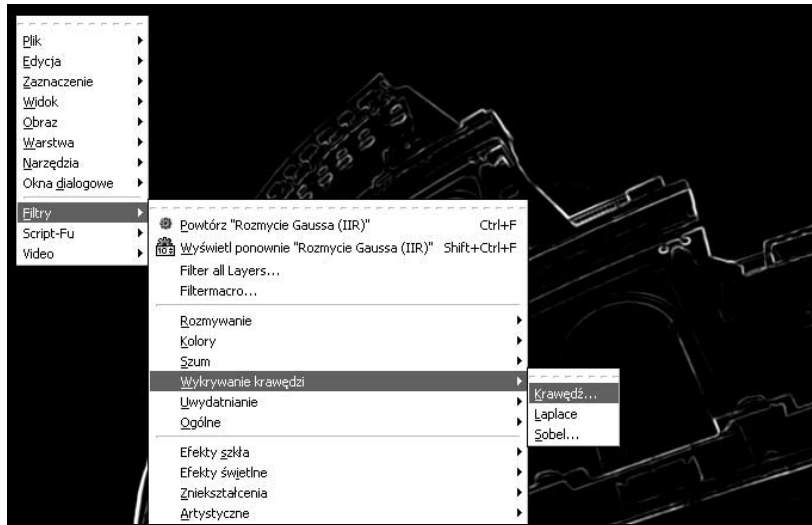 Plik
Edycja
Zaznaczenie
Widok
Obraz
Warstwa
Narzędzia
Okna dialogowe
Filtry
Script-Fu
Video
Powtórz "Rozmycie Gaussa (IIR)" Ctrl+F
Wyświetl ponownie "Rozmycie Gaussa (IIR)" Shift+Ctrl+F
Filter all Layers...
Filtermacro...
Rozmywanie
Kolory
Szum
Wykrywanie krawędzi
Uwydatnianie
Ogólne
Efekty szkła
Efekty świetlne
Zniekształcenia
Artystyczne
Krawędź...
Laplace
Sobel...